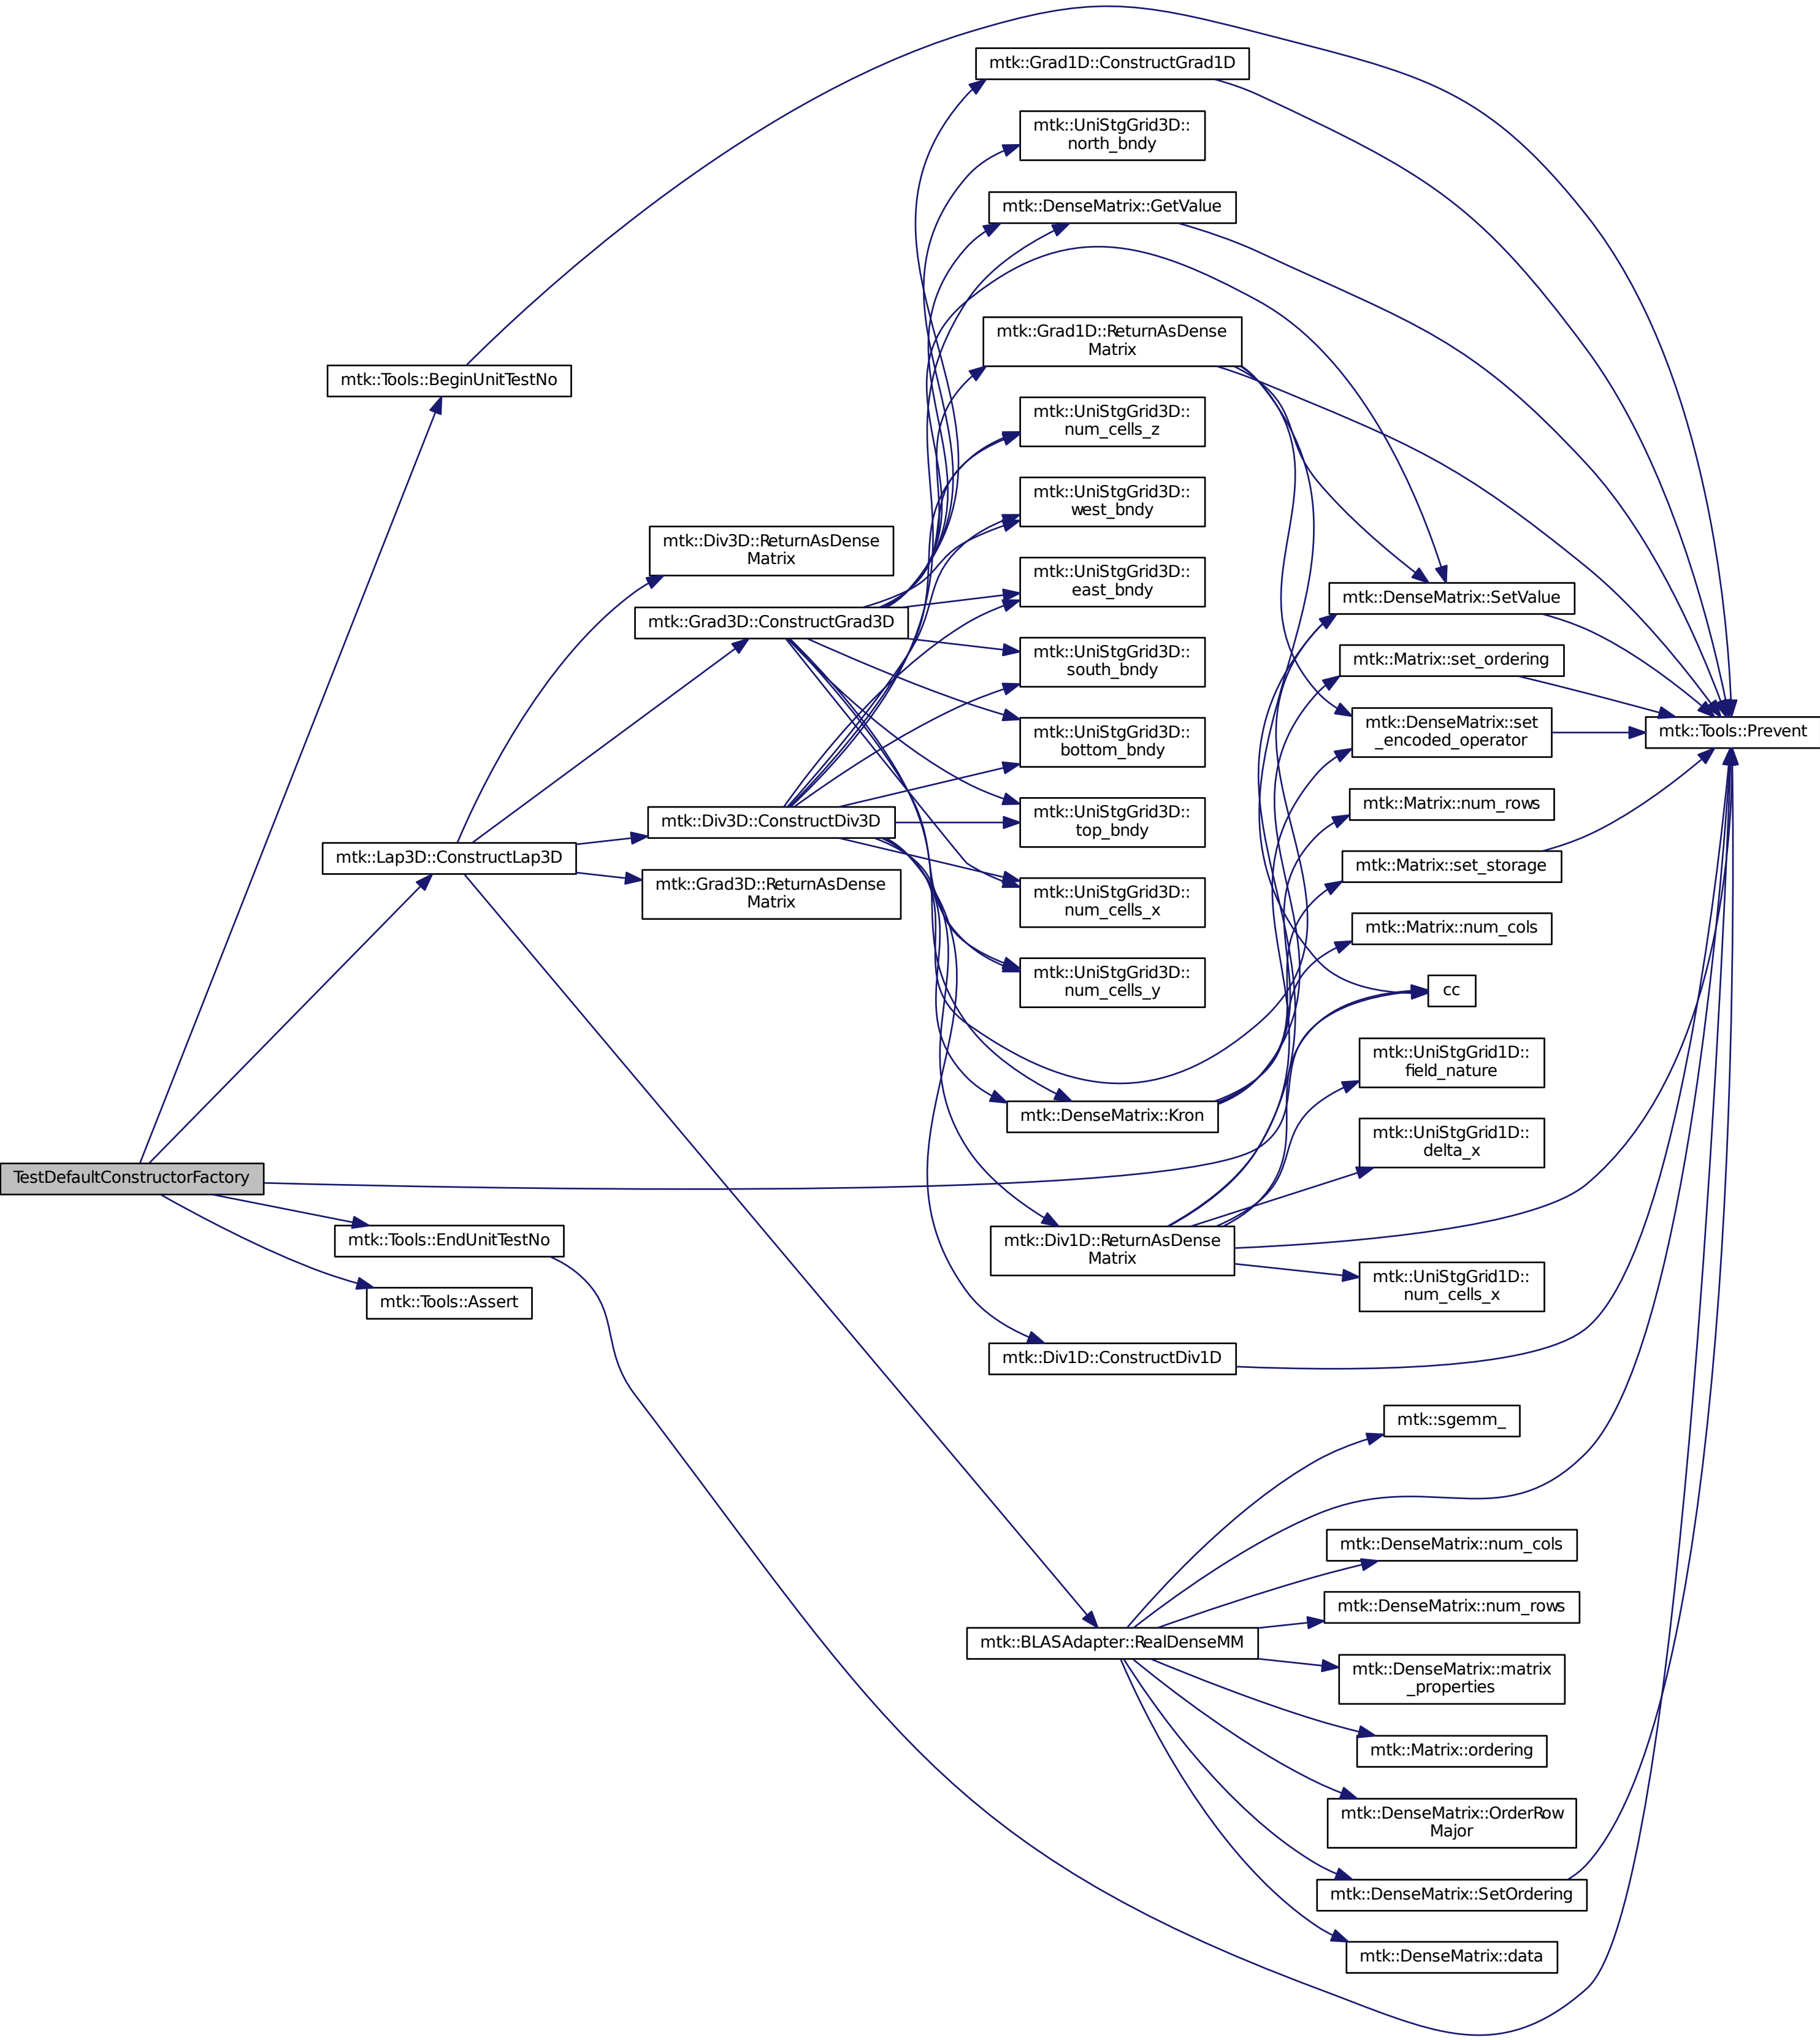 mtk::Grad1D::ConstructGrad1D
mtk::UniStgGrid3D::
north_bndy
mtk::DenseMatrix::GetValue
mtk::Grad1D::ReturnAsDense
Matrix
mtk::Tools::BeginUnitTestNo
mtk::UniStgGrid3D::
num_cells_z
mtk::UniStgGrid3D::
west_bndy
mtk::Div3D::ReturnAsDense
Matrix
mtk::UniStgGrid3D::
east_bndy
mtk::DenseMatrix::SetValue
mtk::Grad3D::ConstructGrad3D
mtk::UniStgGrid3D::
south_bndy
mtk::Matrix::set_ordering
mtk::DenseMatrix::set
_encoded_operator
mtk::Tools::Prevent
mtk::UniStgGrid3D::
bottom_bndy
mtk::Matrix::num_rows
mtk::UniStgGrid3D::
top_bndy
mtk::Div3D::ConstructDiv3D
mtk::Lap3D::ConstructLap3D
mtk::Matrix::set_storage
mtk::Grad3D::ReturnAsDense
Matrix
mtk::UniStgGrid3D::
num_cells_x
mtk::Matrix::num_cols
mtk::UniStgGrid3D::
num_cells_y
cc
mtk::UniStgGrid1D::
field_nature
mtk::DenseMatrix::Kron
mtk::UniStgGrid1D::
delta_x
TestDefaultConstructorFactory
mtk::Tools::EndUnitTestNo
mtk::Div1D::ReturnAsDense
Matrix
mtk::UniStgGrid1D::
num_cells_x
mtk::Tools::Assert
mtk::Div1D::ConstructDiv1D
mtk::sgemm_
mtk::DenseMatrix::num_cols
mtk::DenseMatrix::num_rows
mtk::BLASAdapter::RealDenseMM
mtk::DenseMatrix::matrix
_properties
mtk::Matrix::ordering
mtk::DenseMatrix::OrderRow
Major
mtk::DenseMatrix::SetOrdering
mtk::DenseMatrix::data